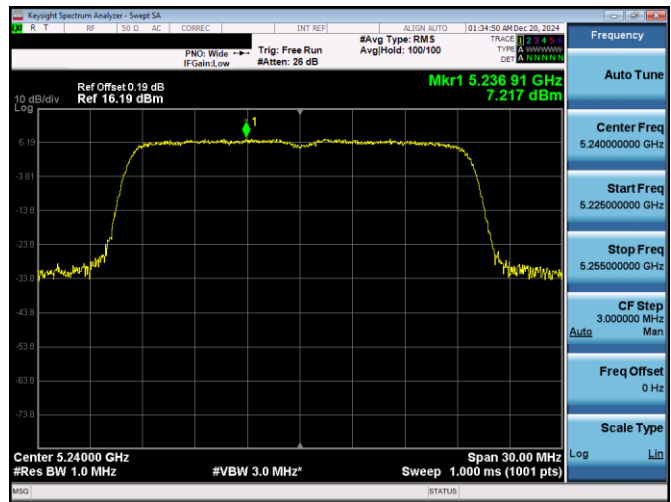 Keysight Spectrum Analyzer - Swept SA
R T RF 50 Ω AC CORREC INT REF ALIGN AUTO 01:34:50 AM Dec 20, 2024
PNO: Wide Trig: Free Run #Avg Type: RMS TRACE 1 2 3 4 5 6
IFGain:Low #Atten: 26 dB Avg|Hold: 100/100 TYPE A WWWWW
DET A N N N N N
Ref Offset 0.19 dB Mkr1 5.236 91 GHz
10 dB/div Ref 16.19 dBm 7.217 dBm
Log
1
6.19
-3.81
-13.8
-23.8
-33.8
-43.8
-53.8
-63.8
-73.8
Center 5.24000 GHz Span 30.00 MHz
#Res BW 1.0 MHz #VBW 3.0 MHz* Sweep 1.000 ms (1001 pts)
MSG STATUS
Frequency
Auto Tune
Center Freq
5.240000000 GHz
Start Freq
5.225000000 GHz
Stop Freq
5.255000000 GHz
CF Step
3.000000 MHz
Auto Man
Freq Offset
0 Hz
Scale Type
Log Lin